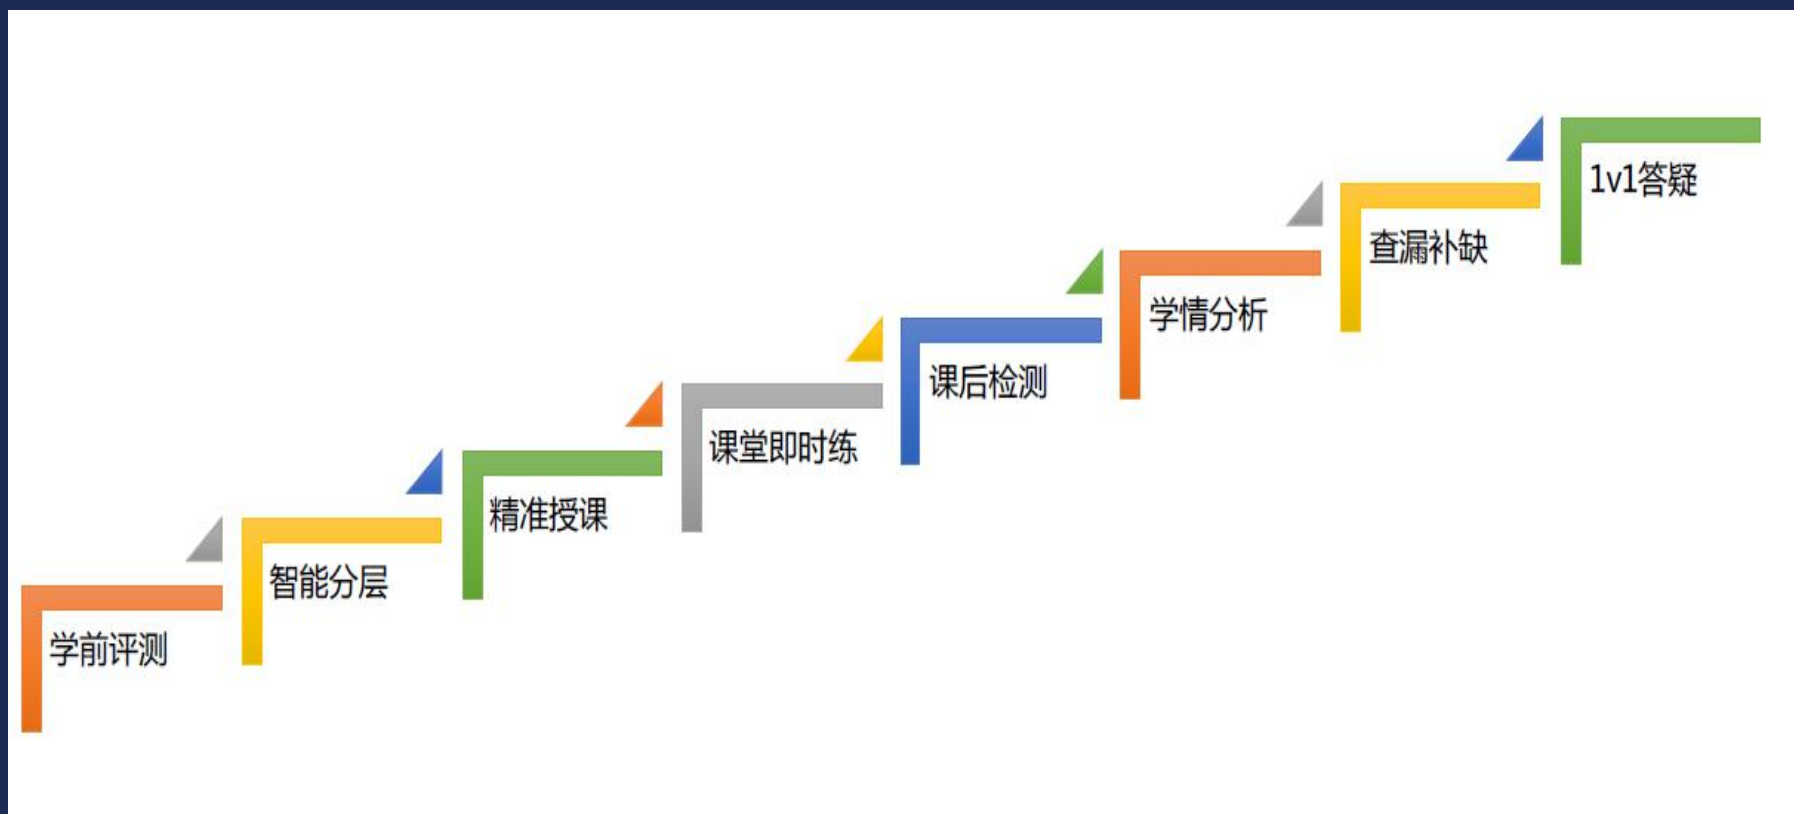 学前评测
智能分层
精准授课
课堂即时练
课后检测
学情分析
查漏补缺
1v1答疑